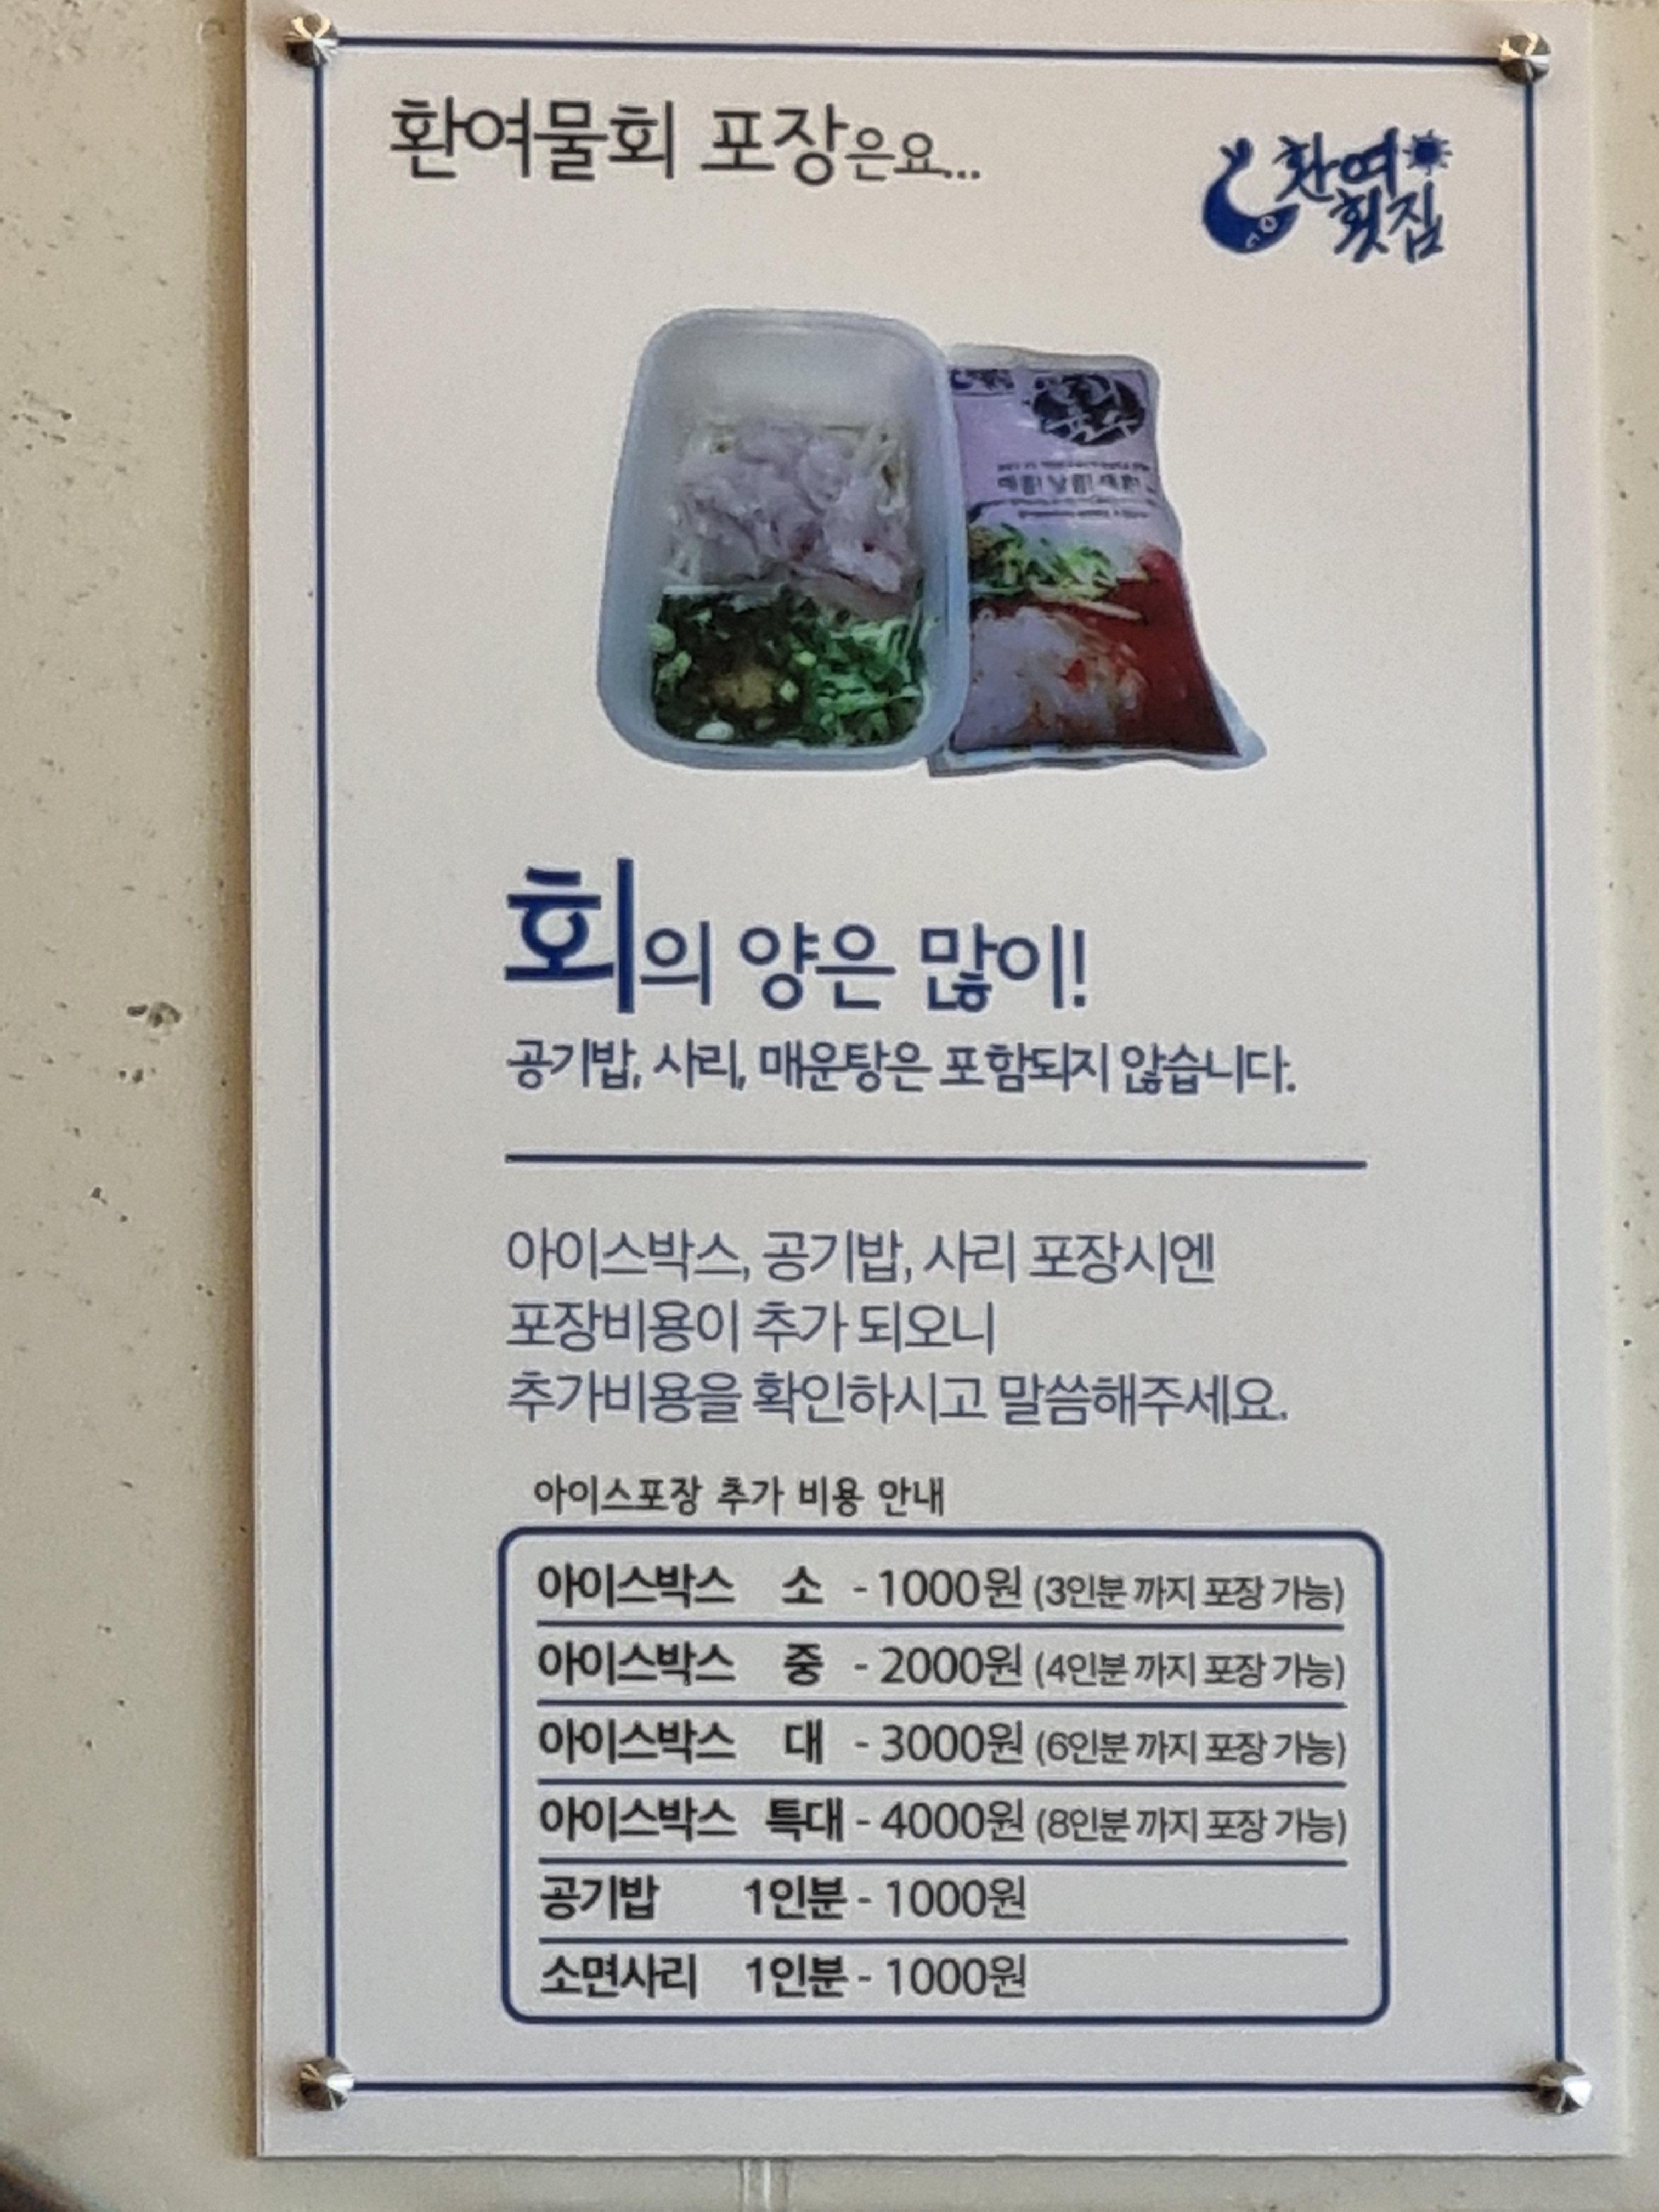 환여물회 포장은요...
환여
횟집
회의 양은 많이!
공기밥, 사리, 매운탕은 포함되지 않습니다.
아이스박스, 공기밥, 사리 포장시엔
포장비용이 추가 되오니
추가비용을 확인하시고 말씀해주세요.
아이스포장 추가 비용 안내
아이스박스 소 - 1000원 (3인분 까지 포장 가능)
아이스박스 중 - 2000원 (4인분 까지 포장 가능)
아이스박스 대 - 3000원 (6인분 까지 포장 가능)
아이스박스 특대 - 4000원 (8인분 까지 포장 가능)
공기밥 1인분 - 1000원
소면사리 1인분 - 1000원